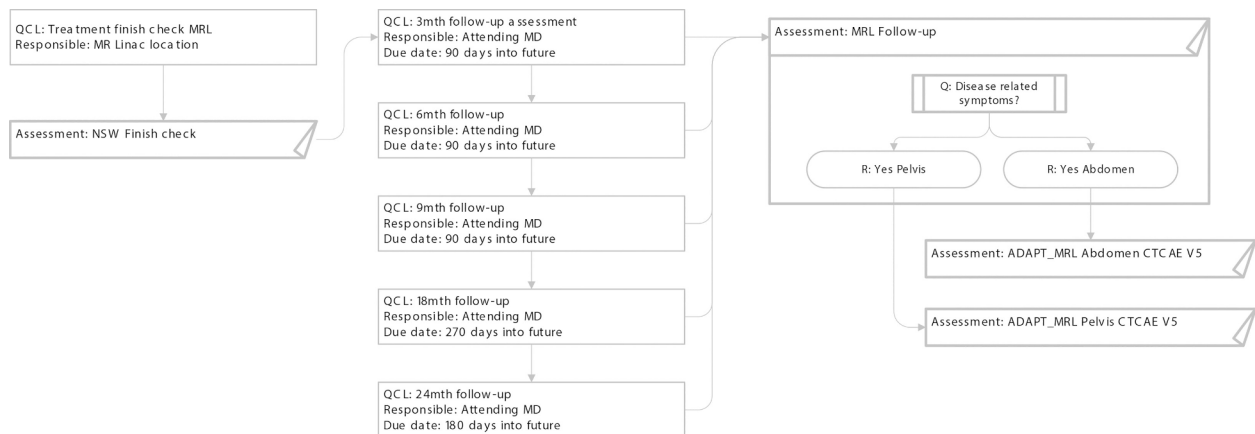 QCL: Treatment finish check MRL
Responsible: MR Linac location
Assessment: NSW Finish check
QCL: 3mth follow-up assessment
Responsible: Attending MD
Due date: 90 days into future
QCL: 6mth follow-up
Responsible: Attending MD
Due date: 90 days into future
QCL: 9mth follow-up
Responsible: Attending MD
Due date: 90 days into future
QCL: 18mth follow-up
Responsible: Attending MD
Due date: 270 days into future
QCL: 24mth follow-up
Responsible: Attending MD
Due date: 180 days into future
Assessment: MRL Follow-up
Q: Disease related
symptoms?
R: Yes Pelvis
R: Yes Abdomen
Assessment: ADAPT_MRL Abdomen CTCAE V5
Assessment: ADAPT_MRL Pelvis CTCAE V5